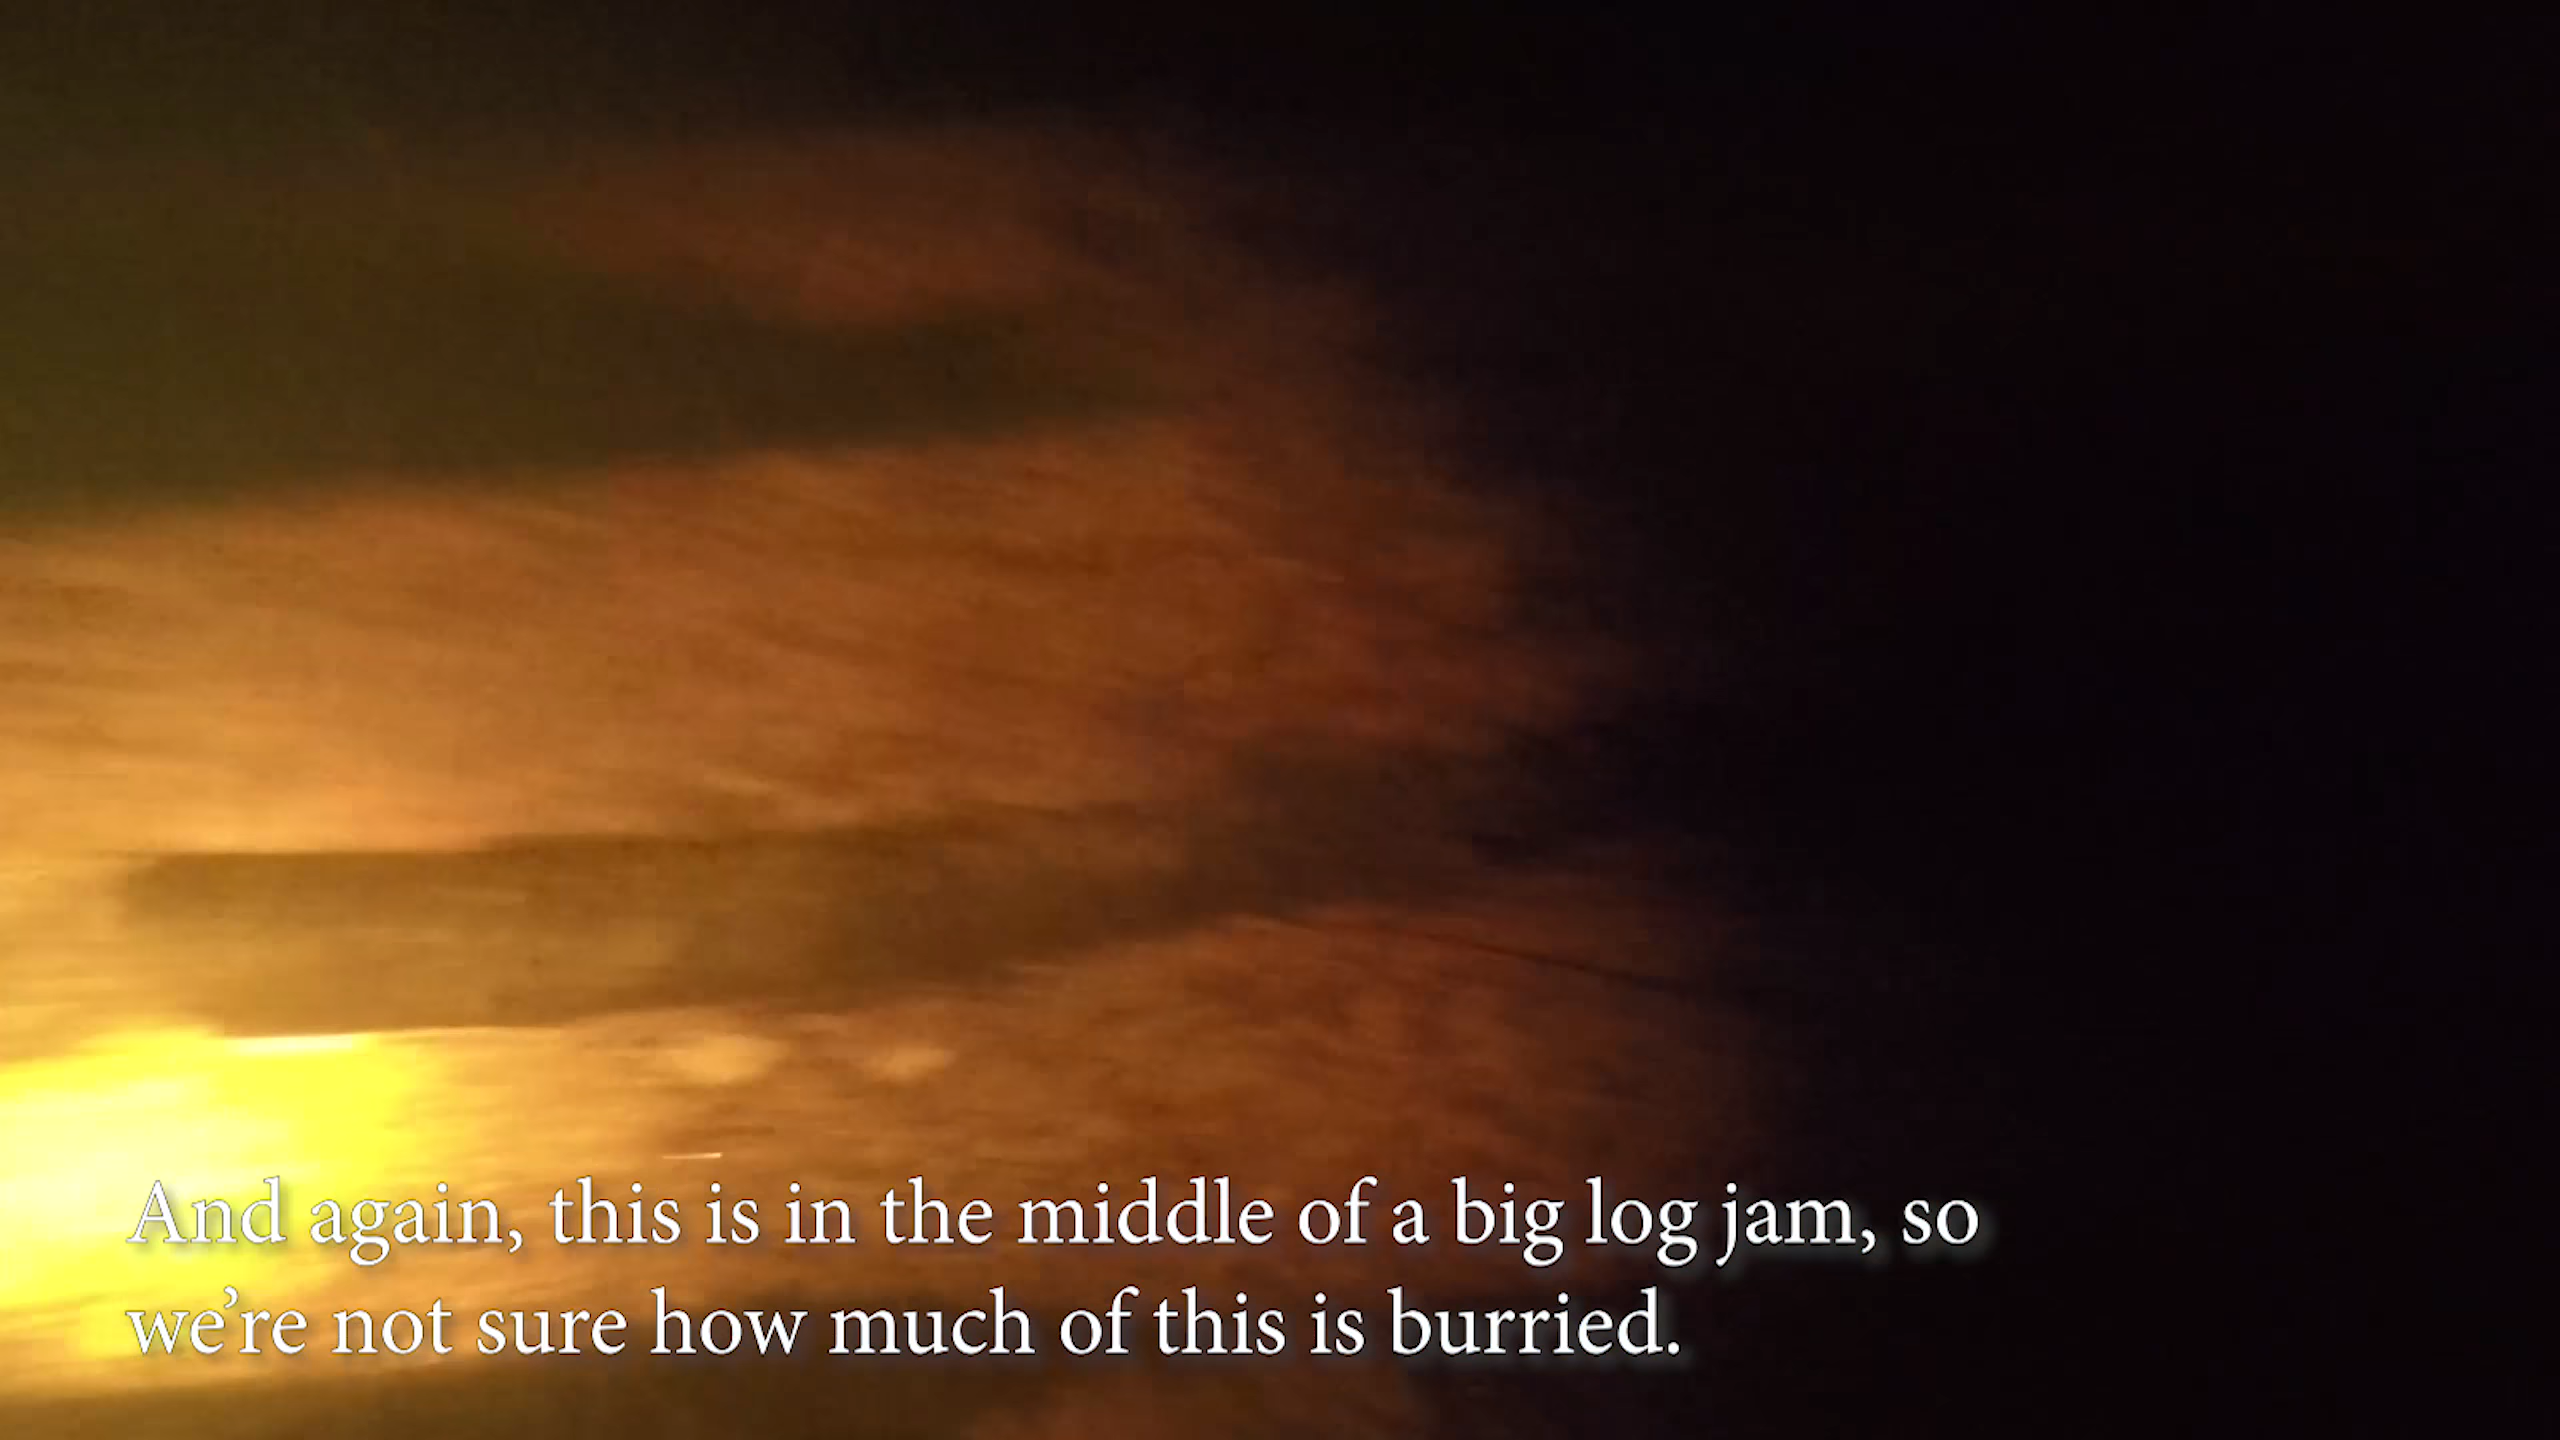 And again, this is in the middle of a big log jam, so
we're not sure how much of this is burried.